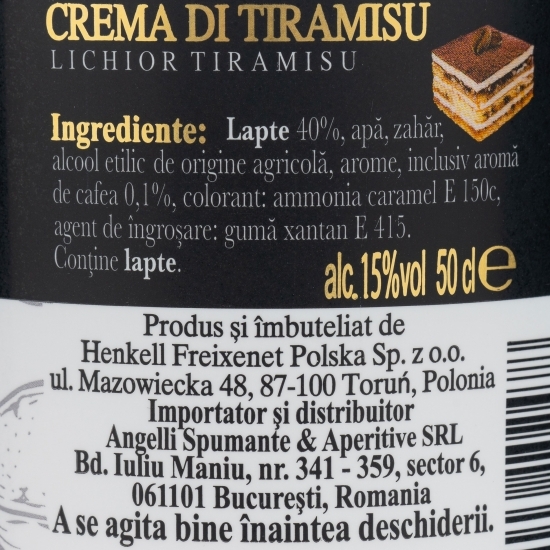 CREMA DI TIRAMISU
LICHIOR TIRAMISU
Ingrediente: Lapte 40%, apă, zahăr,
alcool etilic de origine agricolă, arome, inclusiv aromă
de cafea 0,1%, colorant: ammonia caramel E 150c,
agent de îngroșare: gumă xantan E 415.
Conține lapte.
alc.15%vol 50 cl ℮
Produs și îmbuteliat de
Henkell Freixenet Polska Sp. z o.o.
ul. Mazowiecka 48, 87-100 Toruń, Polonia
Importator și distribuitor
Angelli Spumante & Aperitive SRL
Bd. Iuliu Maniu, nr. 341 - 359, sector 6,
061101 București, Romania
A se agita bine înaintea deschiderii.